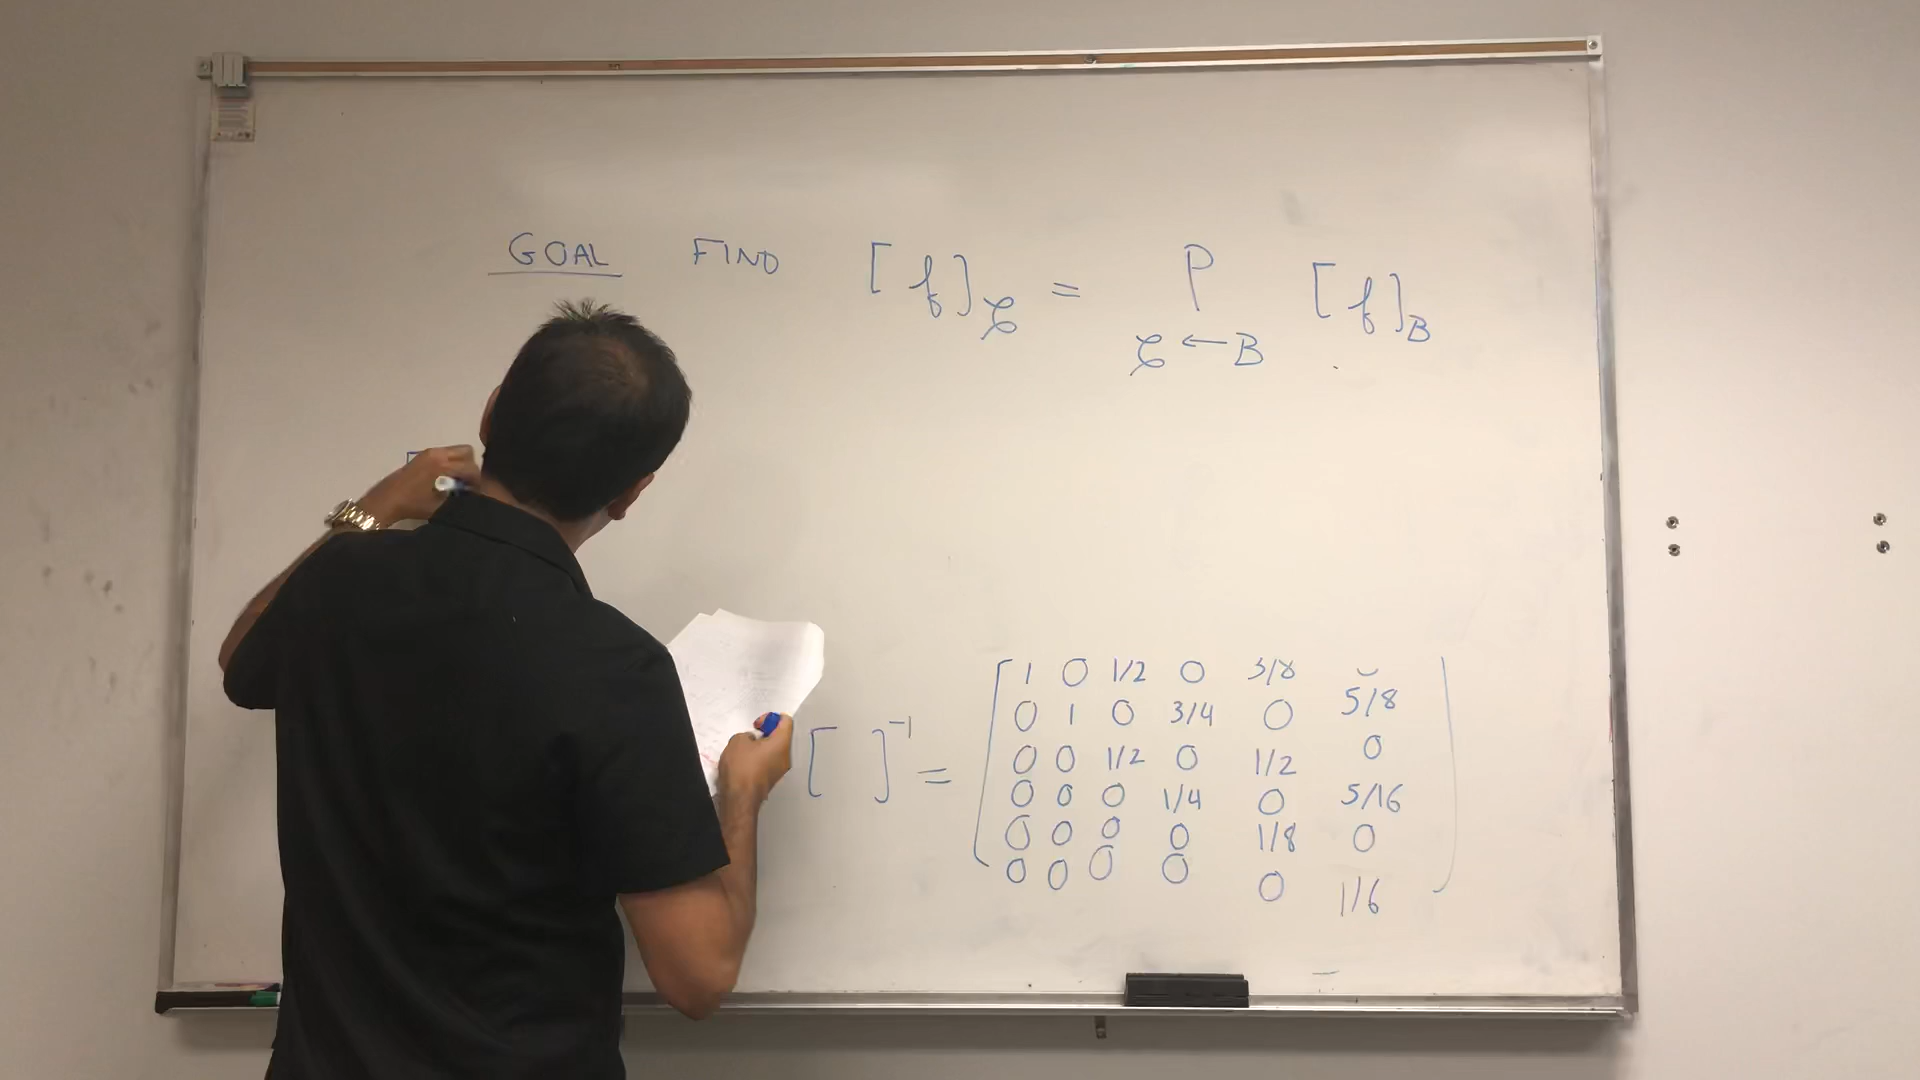 GOAL FIND [f]_𝒞 = P [f]_B
𝒞 ← B
[ ]⁻¹ =
1 0 1/2 0 3/8
0 1 0 3/4 0 5/8
0 0 1/2 0 1/2 0
0 0 0 1/4 0 5/16
0 0 0 0 1/8 0
0 0 0 0 0 1/6